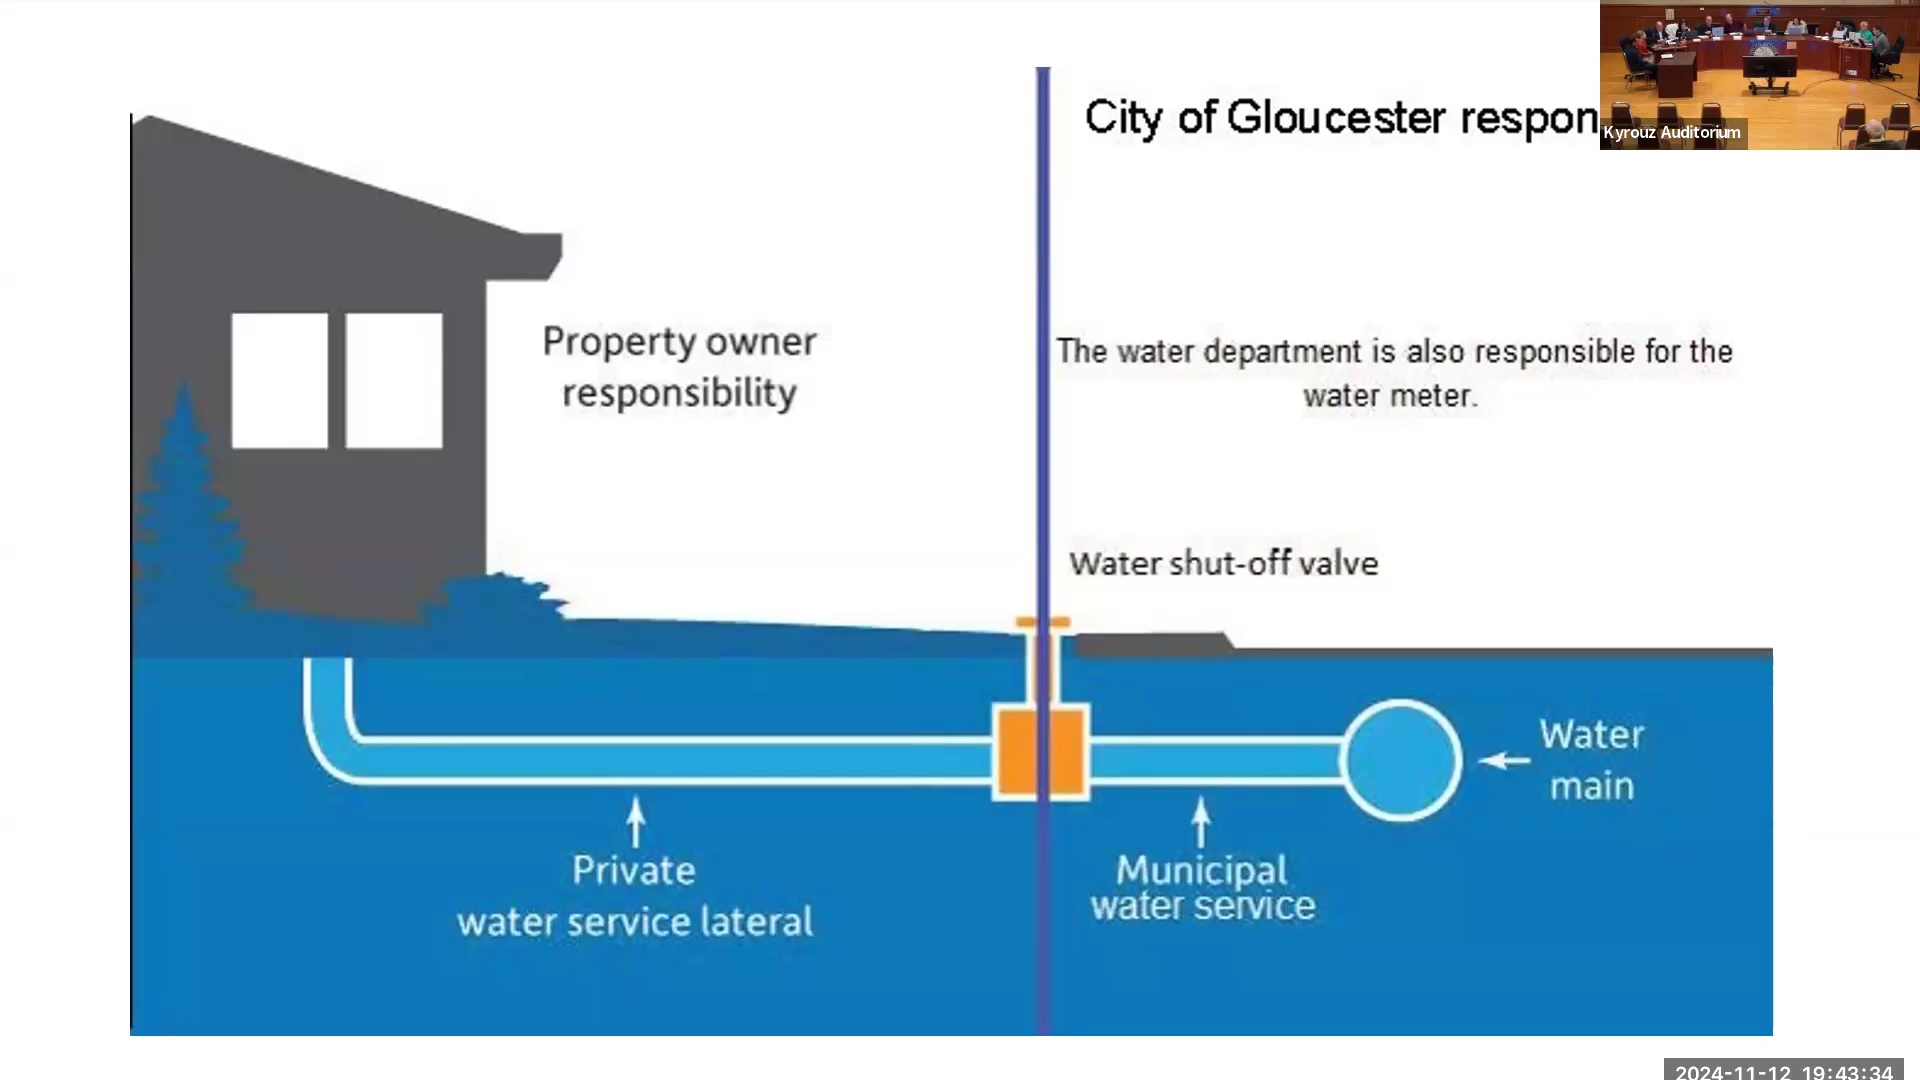 City of Gloucester respon
Kyrouz Auditorium
Property owner
responsibility
The water department is also responsible for the
water meter.
Water shut-off valve
Water
main
Private
water service lateral
Municipal
water service
2024-11-12 19:43:34